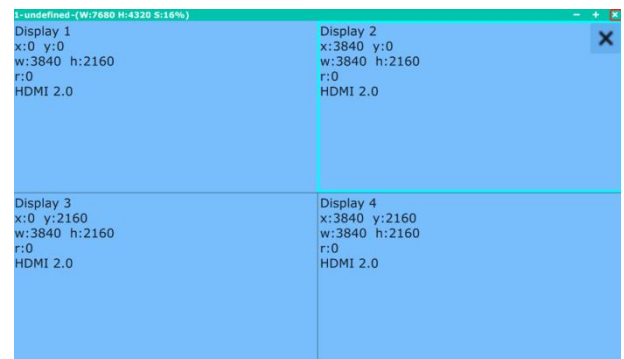 1-undefined-(W:7680 H:4320 S:16%)
Display 1
x:0 y:0
w:3840 h:2160
r:0
HDMI 2.0
Display 2
x:3840 y:0
w:3840 h:2160
r:0
HDMI 2.0
Display 3
x:0 y:2160
w:3840 h:2160
r:0
HDMI 2.0
Display 4
x:3840 y:2160
w:3840 h:2160
r:0
HDMI 2.0